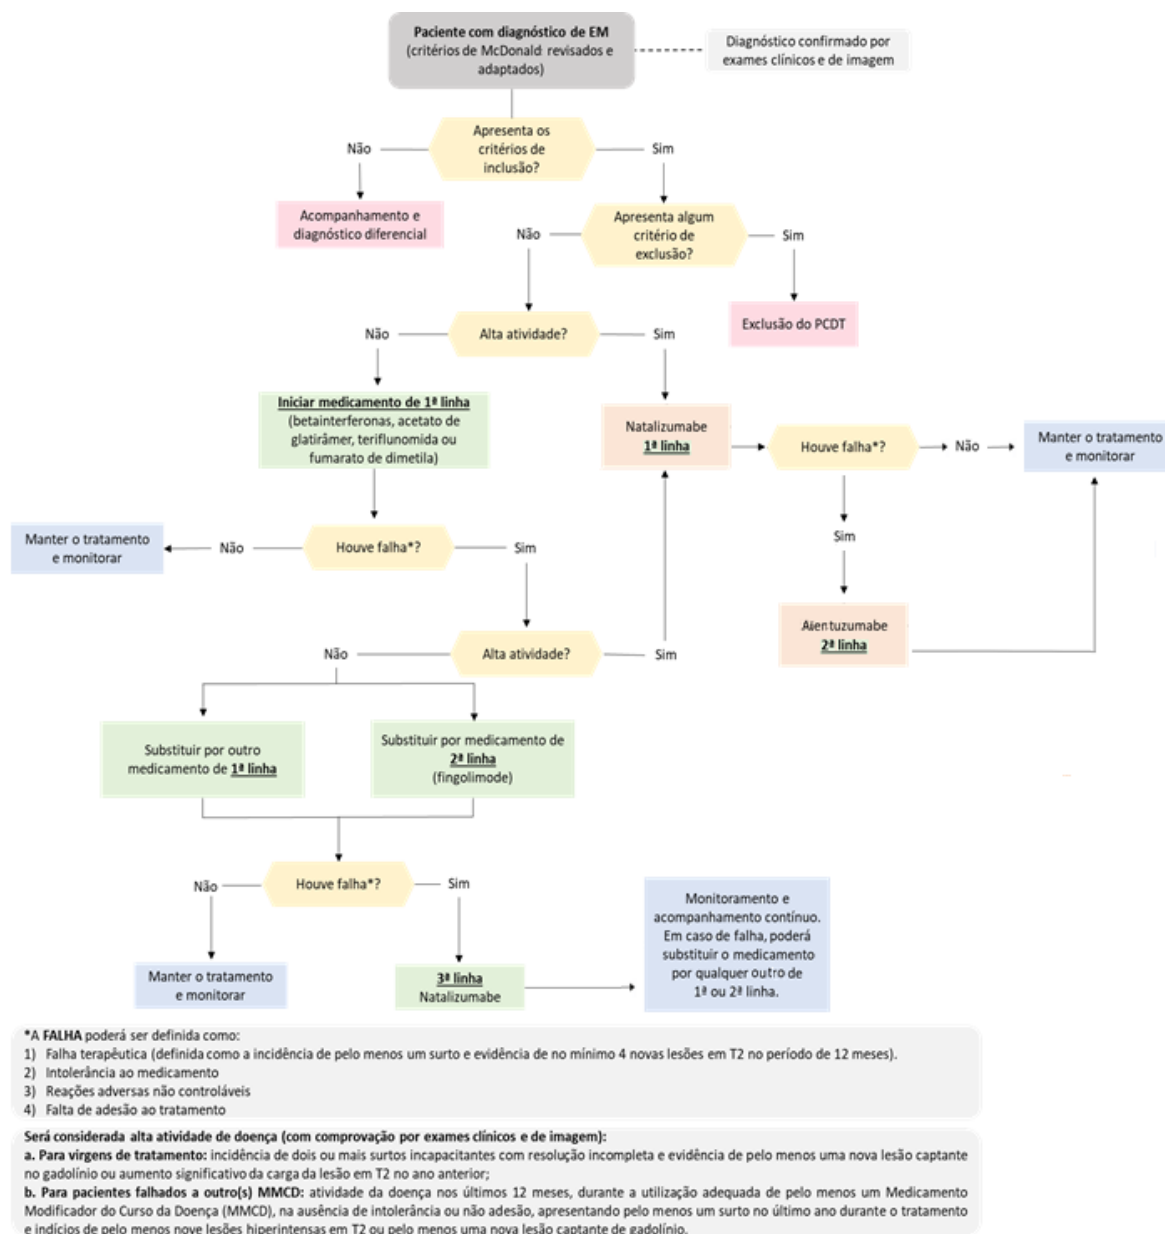 Paciente com diagnóstico de EM
(critérios de McDonald revisados e
adaptados)
Diagnóstico confirmado por
exames clínicos e de imagem
Apresenta os
critérios de
inclusão?
Não
Sim
Acompanhamento e
diagnóstico diferencial
Apresenta algum
critério de
exclusão?
Não
Sim
Exclusão do PCDT
Alta atividade?
Não
Sim
Iniciar medicamento de 1ª linha
(betainterferonas, acetato de
glatirâmer, teriflunomida ou
fumarato de dimetila)
Natalizumabe
1ª linha
Houve falha*?
Não
Manter o tratamento
e monitorar
Sim
Alentuzumabe
2ª linha
Houve falha*?
Não
Manter o tratamento
e monitorar
Sim
Alta atividade?
Não
Sim
Substituir por outro
medicamento de 1ª linha
Substituir por medicamento de
2ª linha
(fingolimode)
Houve falha*?
Não
Sim
Manter o tratamento
e monitorar
3ª linha
Natalizumabe
Monitoramento e
acompanhamento contínuo.
Em caso de falha, poderá
substituir o medicamento
por qualquer outro de
1ª ou 2ª linha.
*A FALHA poderá ser definida como:
1) Falha terapêutica (definida como a incidência de pelo menos um surto e evidência de no mínimo 4 novas lesões em T2 no período de 12 meses).
2) Intolerância ao medicamento
3) Reações adversas não controláveis
4) Falta de adesão ao tratamento
Será considerada alta atividade de doença (com comprovação por exames clínicos e de imagem):
a. Para virgens de tratamento: incidência de dois ou mais surtos incapacitantes com resolução incompleta e evidência de pelo menos uma nova lesão captante
no gadolínio ou aumento significativo da carga da lesão em T2 no ano anterior;
b. Para pacientes falhados a outro(s) MMCD: atividade da doença nos últimos 12 meses, durante a utilização adequada de pelo menos um Medicamento
Modificador do Curso da Doença (MMCD), na ausência de intolerância ou não adesão, apresentando pelo menos um surto no último ano durante o tratamento
e indícios de pelo menos nove lesões hiperintensas em T2 ou pelo menos uma nova lesão captante de gadolínio.